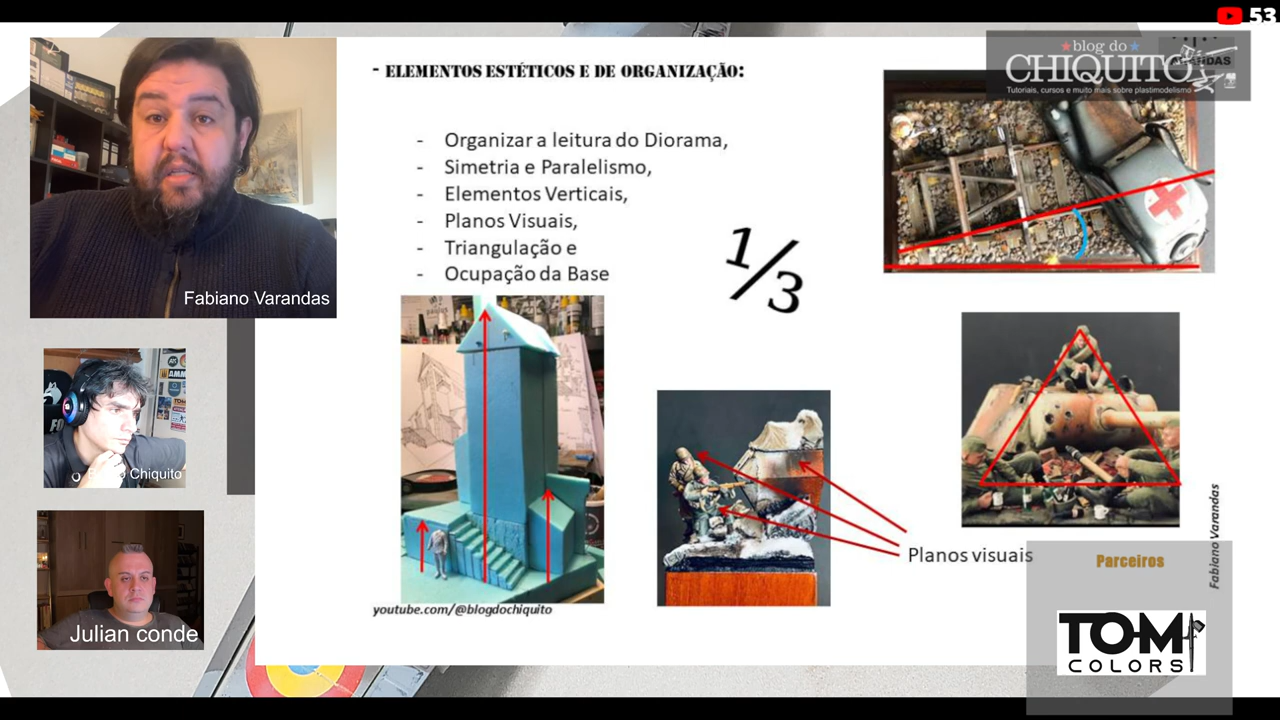 53
blog do
CHIQUITO
Tutoriais, cursos e muito mais sobre plastimodelismo
- ELEMENTOS ESTÉTICOS E DE ORGANIZAÇÃO:
- Organizar a leitura do Diorama,
- Simetria e Paralelismo,
- Elementos Verticais,
- Planos Visuais,
- Triangulação e
- Ocupação da Base
1/3
Fabiano Varandas
Chiquito
Julian conde
Planos visuais
Fabiano Varandas
youtube.com/@blogdochiquito
Parceiros
TOM
COLORS